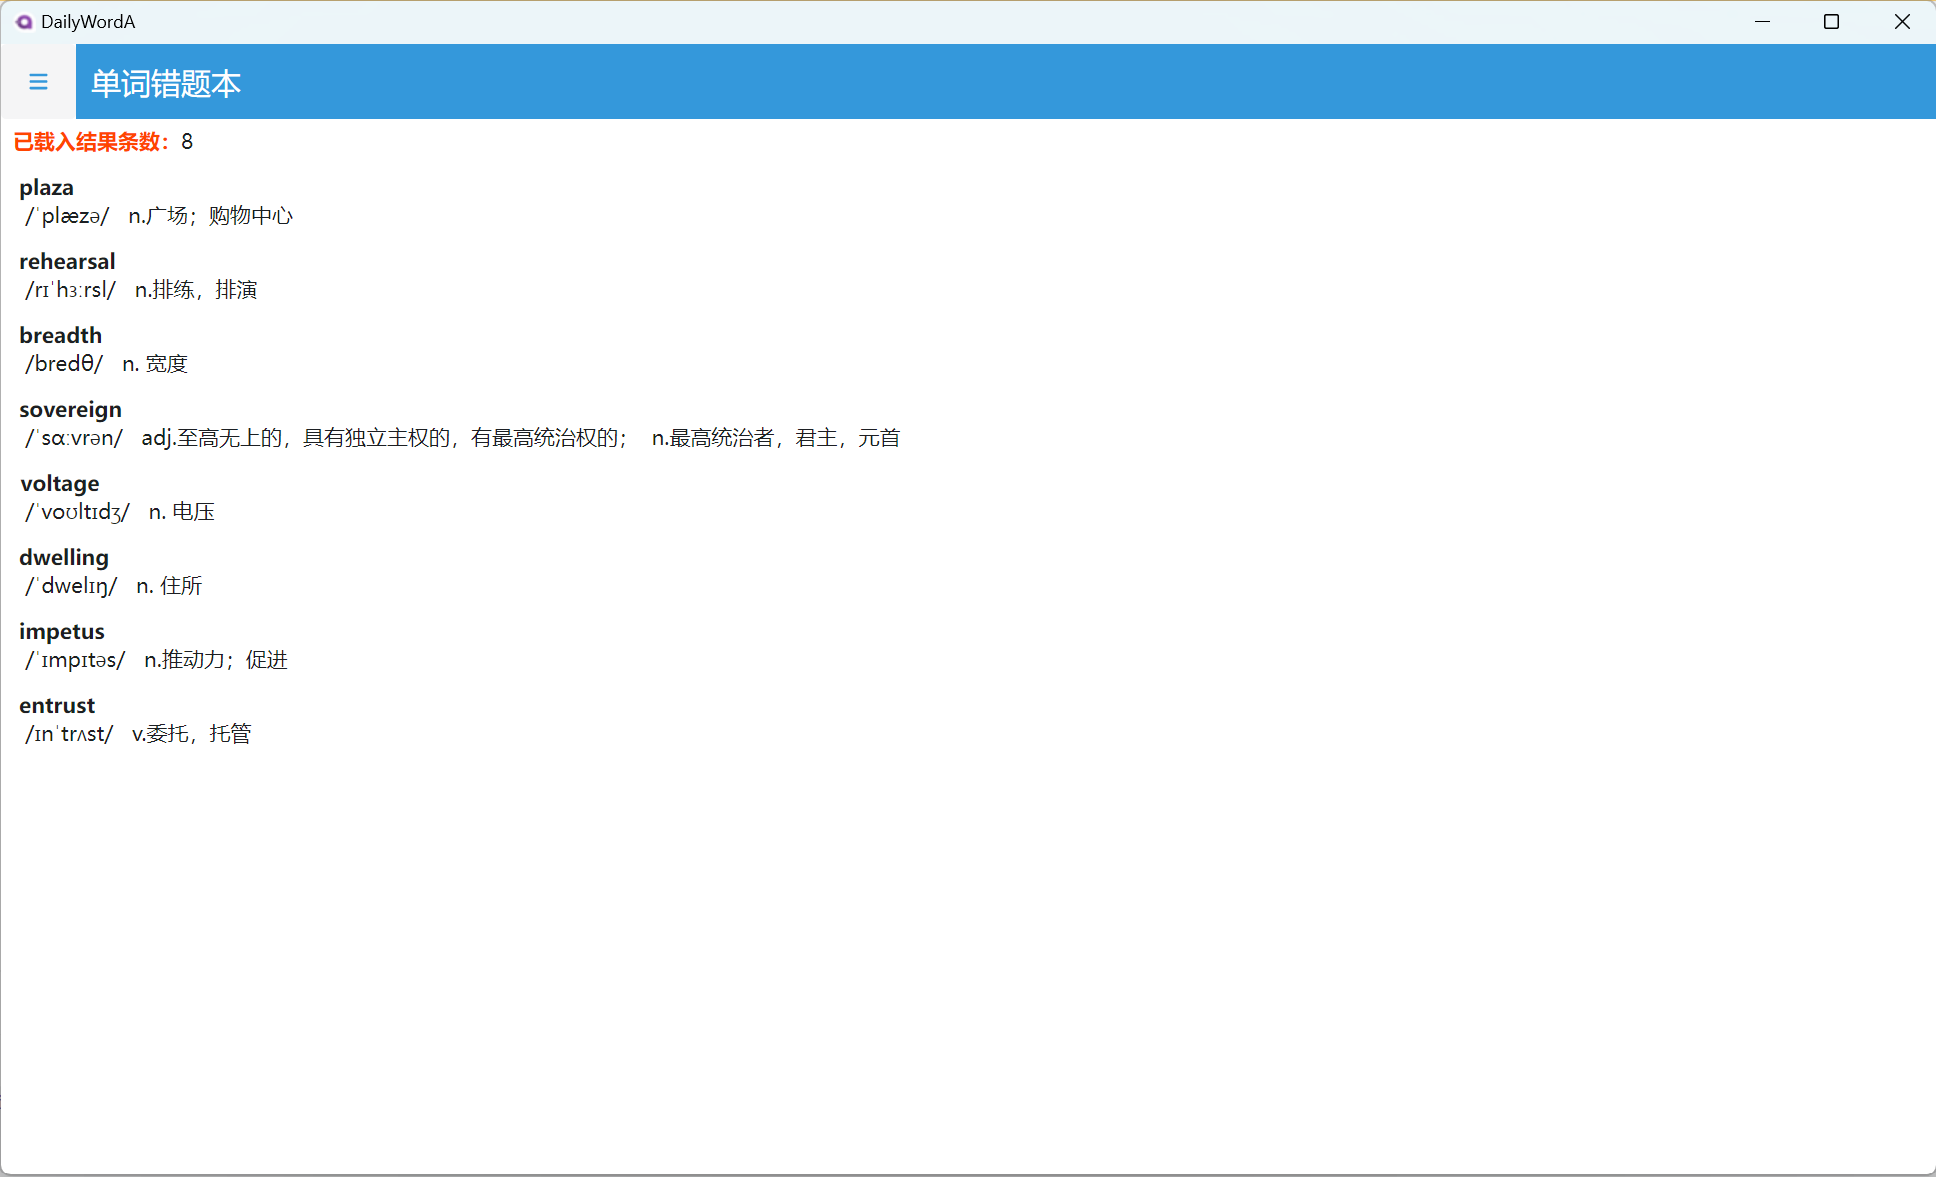 DailyWordA
单词错题本
已载入结果条数：8
plaza
/ˈplæzə/ n.广场；购物中心
rehearsal
/rɪˈhɜːrsl/ n.排练，排演
breadth
/bredθ/ n. 宽度
sovereign
/ˈsɑːvrən/ adj.至高无上的，具有独立主权的，有最高统治权的； n.最高统治者，君主，元首
voltage
/ˈvoʊltɪdʒ/ n. 电压
dwelling
/ˈdwelɪŋ/ n. 住所
impetus
/ˈɪmpɪtəs/ n.推动力；促进
entrust
/ɪnˈtrʌst/ v.委托，托管